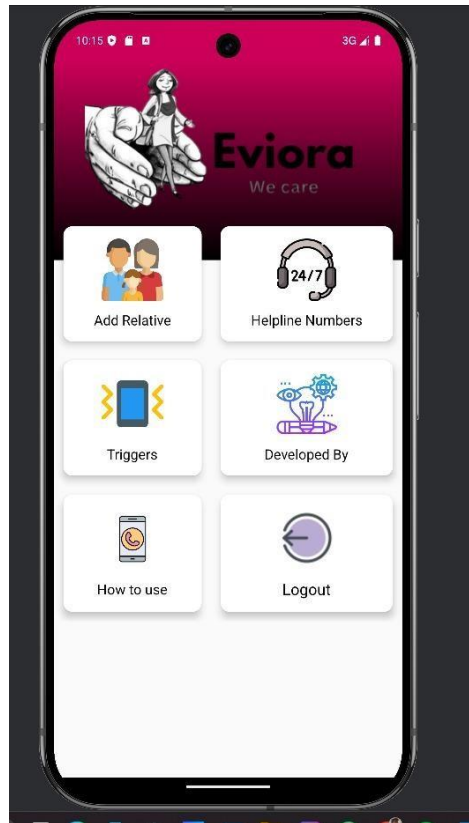 10:15 3G
Eviora
We care
24/7
Add Relative Helpline Numbers
Triggers Developed By
How to use Logout